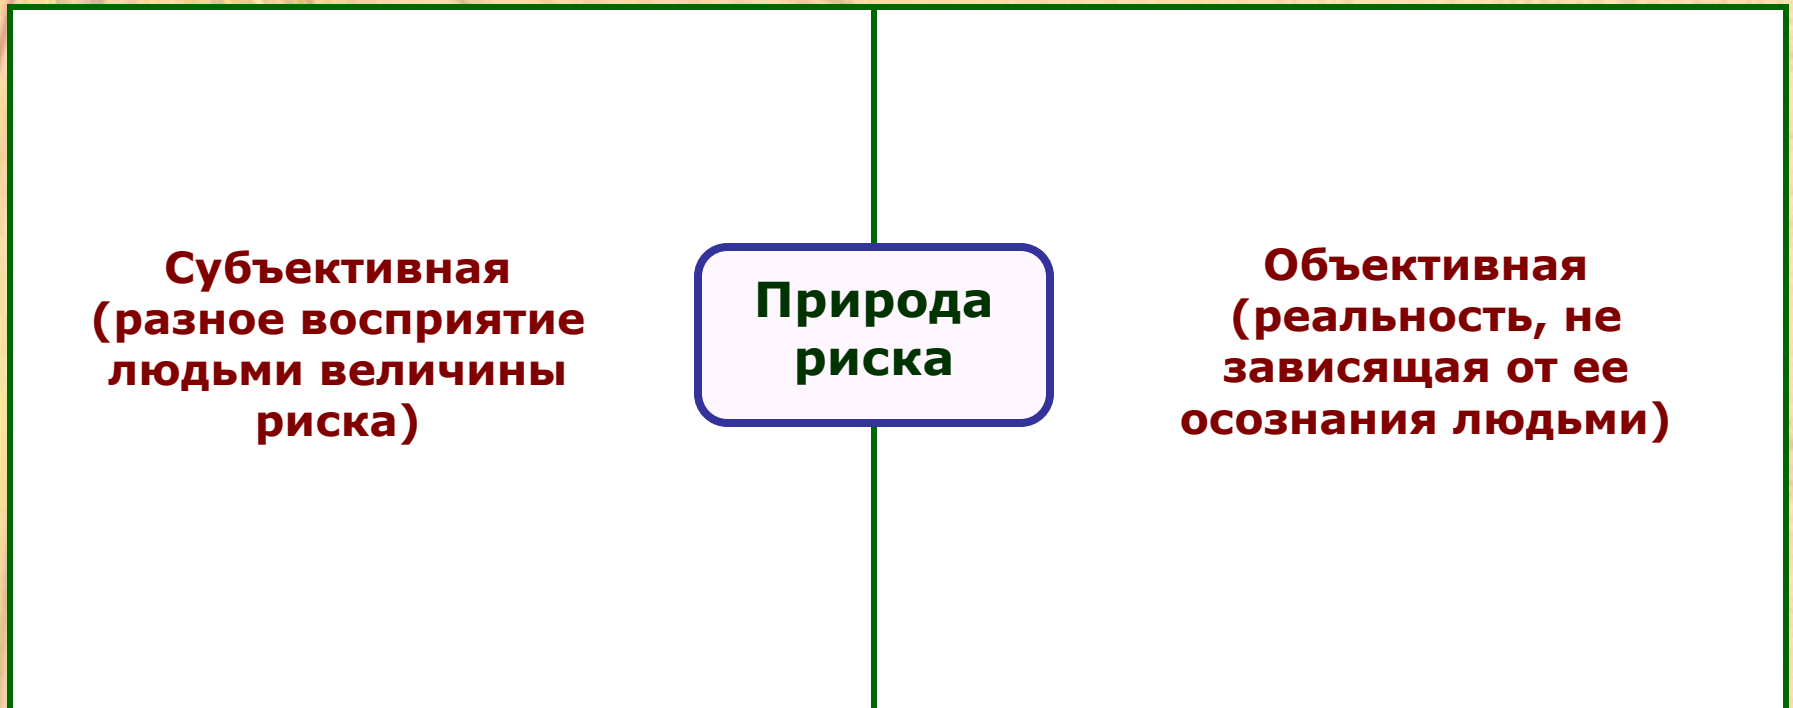 Субъективная
(разное восприятие
людьми величины
риска)
Природа
риска
Объективная
(реальность, не
зависящая от ее
осознания людьми)